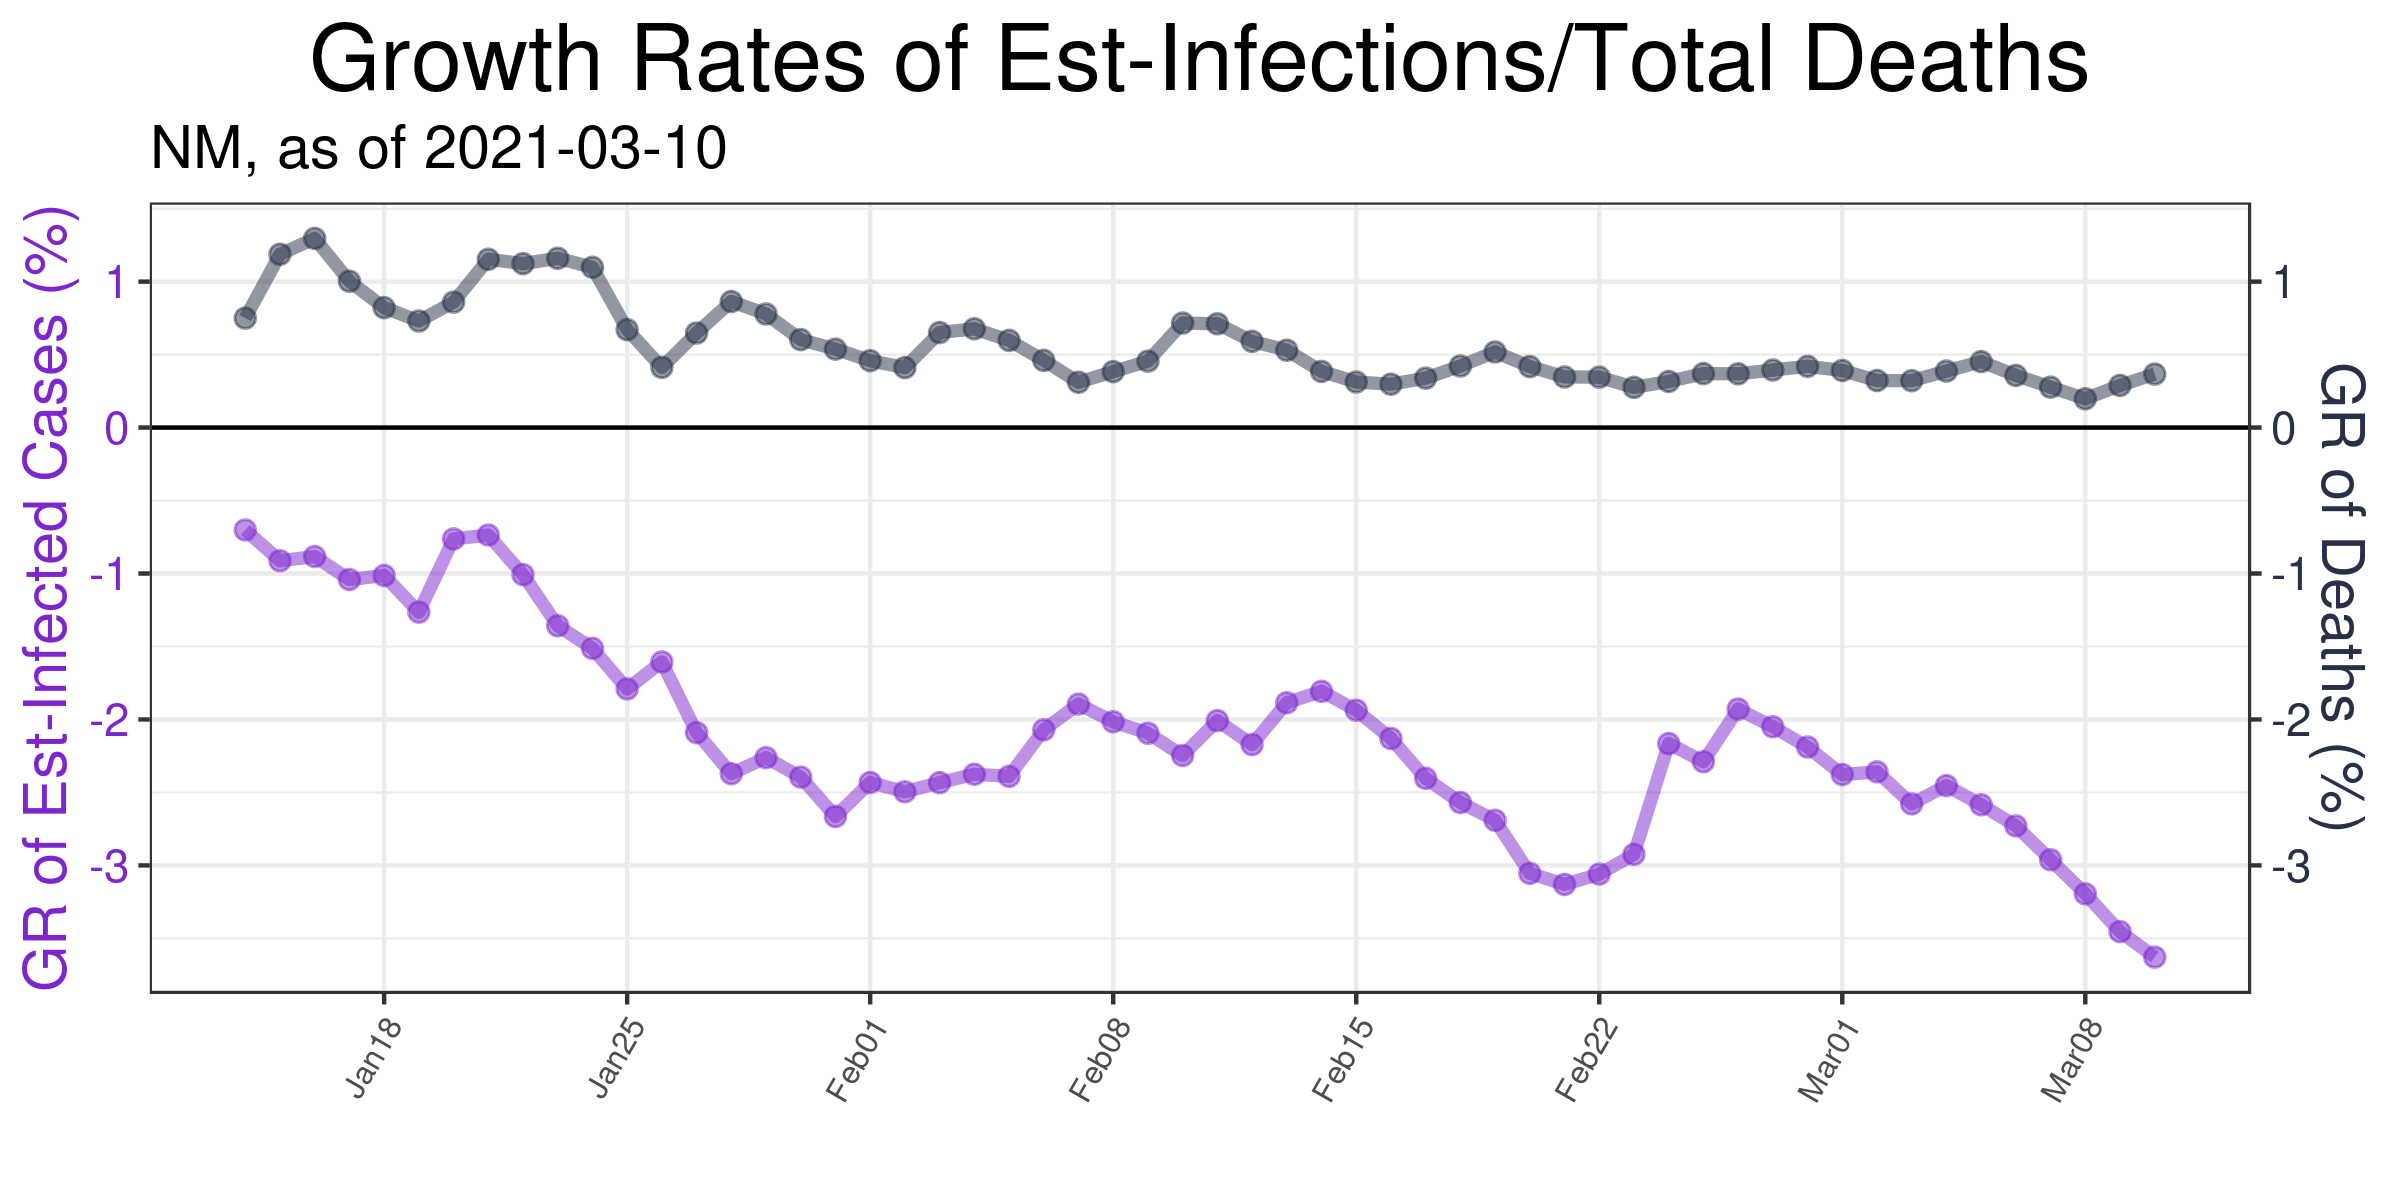 Growth Rates of Est-Infections/Total Deaths
NM, as of 2021-03-10
GR of Est-Infected Cases (%)
1
0
-1
-2
-3
1
0
-1
-2
-3
GR of Deaths (%)
Jan18
Jan25
Feb01
Feb08
Feb15
Feb22
Mar01
Mar08